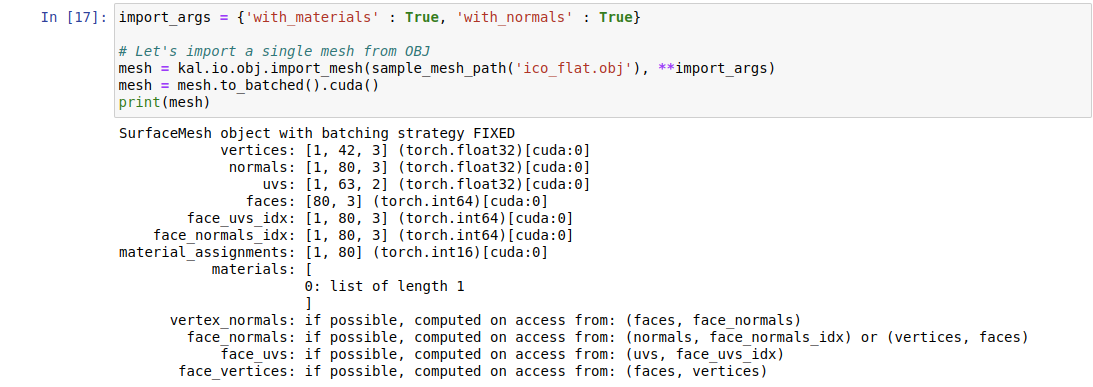 In [17]: import_args = {'with_materials' : True, 'with_normals' : True}
# Let's import a single mesh from OBJ
mesh = kal.io.obj.import_mesh(sample_mesh_path('ico_flat.obj'), **import_args)
mesh = mesh.to_batched().cuda()
print(mesh)
SurfaceMesh object with batching strategy FIXED
vertices: [1, 42, 3] (torch.float32)[cuda:0]
normals: [1, 80, 3] (torch.float32)[cuda:0]
uvs: [1, 63, 2] (torch.float32)[cuda:0]
faces: [80, 3] (torch.int64)[cuda:0]
face_uvs_idx: [1, 80, 3] (torch.int64)[cuda:0]
face_normals_idx: [1, 80, 3] (torch.int64)[cuda:0]
material_assignments: [1, 80] (torch.int16)[cuda:0]
materials: [
0: list of length 1
]
vertex_normals: if possible, computed on access from: (faces, face_normals)
face_normals: if possible, computed on access from: (normals, face_normals_idx) or (vertices, faces)
face_uvs: if possible, computed on access from: (uvs, face_uvs_idx)
face_vertices: if possible, computed on access from: (faces, vertices)